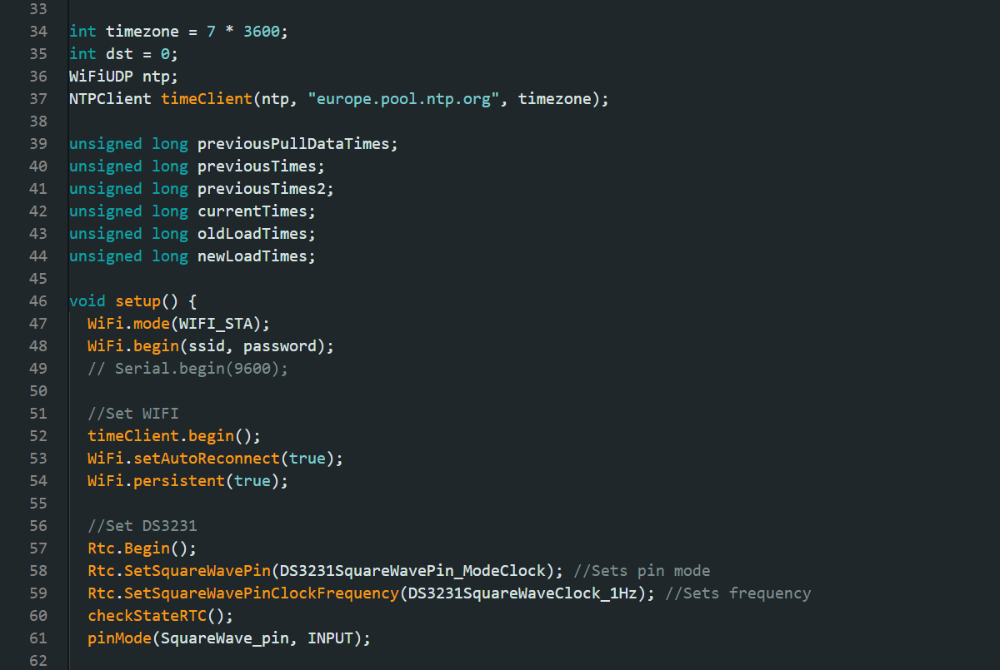 33
34 int timezone = 7 * 3600;
35 int dst = 0;
36 WiFiUDP ntp;
37 NTPClient timeClient(ntp, "europe.pool.ntp.org", timezone);
38
39 unsigned long previousPullDataTimes;
40 unsigned long previousTimes;
41 unsigned long previousTimes2;
42 unsigned long currentTimes;
43 unsigned long oldLoadTimes;
44 unsigned long newLoadTimes;
45
46 void setup() {
47   WiFi.mode(WIFI_STA);
48   WiFi.begin(ssid, password);
49   // Serial.begin(9600);
50
51   //Set WIFI
52   timeClient.begin();
53   WiFi.setAutoReconnect(true);
54   WiFi.persistent(true);
55
56   //Set DS3231
57   Rtc.Begin();
58   Rtc.SetSquareWavePin(DS3231SquareWavePin_ModeClock); //Sets pin mode
59   Rtc.SetSquareWavePinClockFrequency(DS3231SquareWaveClock_1Hz); //Sets frequency
60   checkStateRTC();
61   pinMode(SquareWave_pin, INPUT);
62